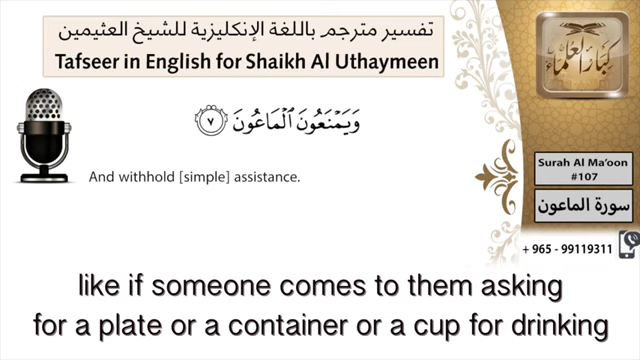 تفسير مترجم باللغة الإنكليزية للشيخ العثيمين
Tafseer in English for Shaikh Al Uthaymeen
كبار العلماء
وَيَمْنَعُونَ الْمَاعُونَ ٧
And withhold [simple] assistance.
Surah Al Ma'oon
#107
سورة الماعون
+ 965 - 99119311
like if someone comes to them asking
for a plate or a container or a cup for drinking